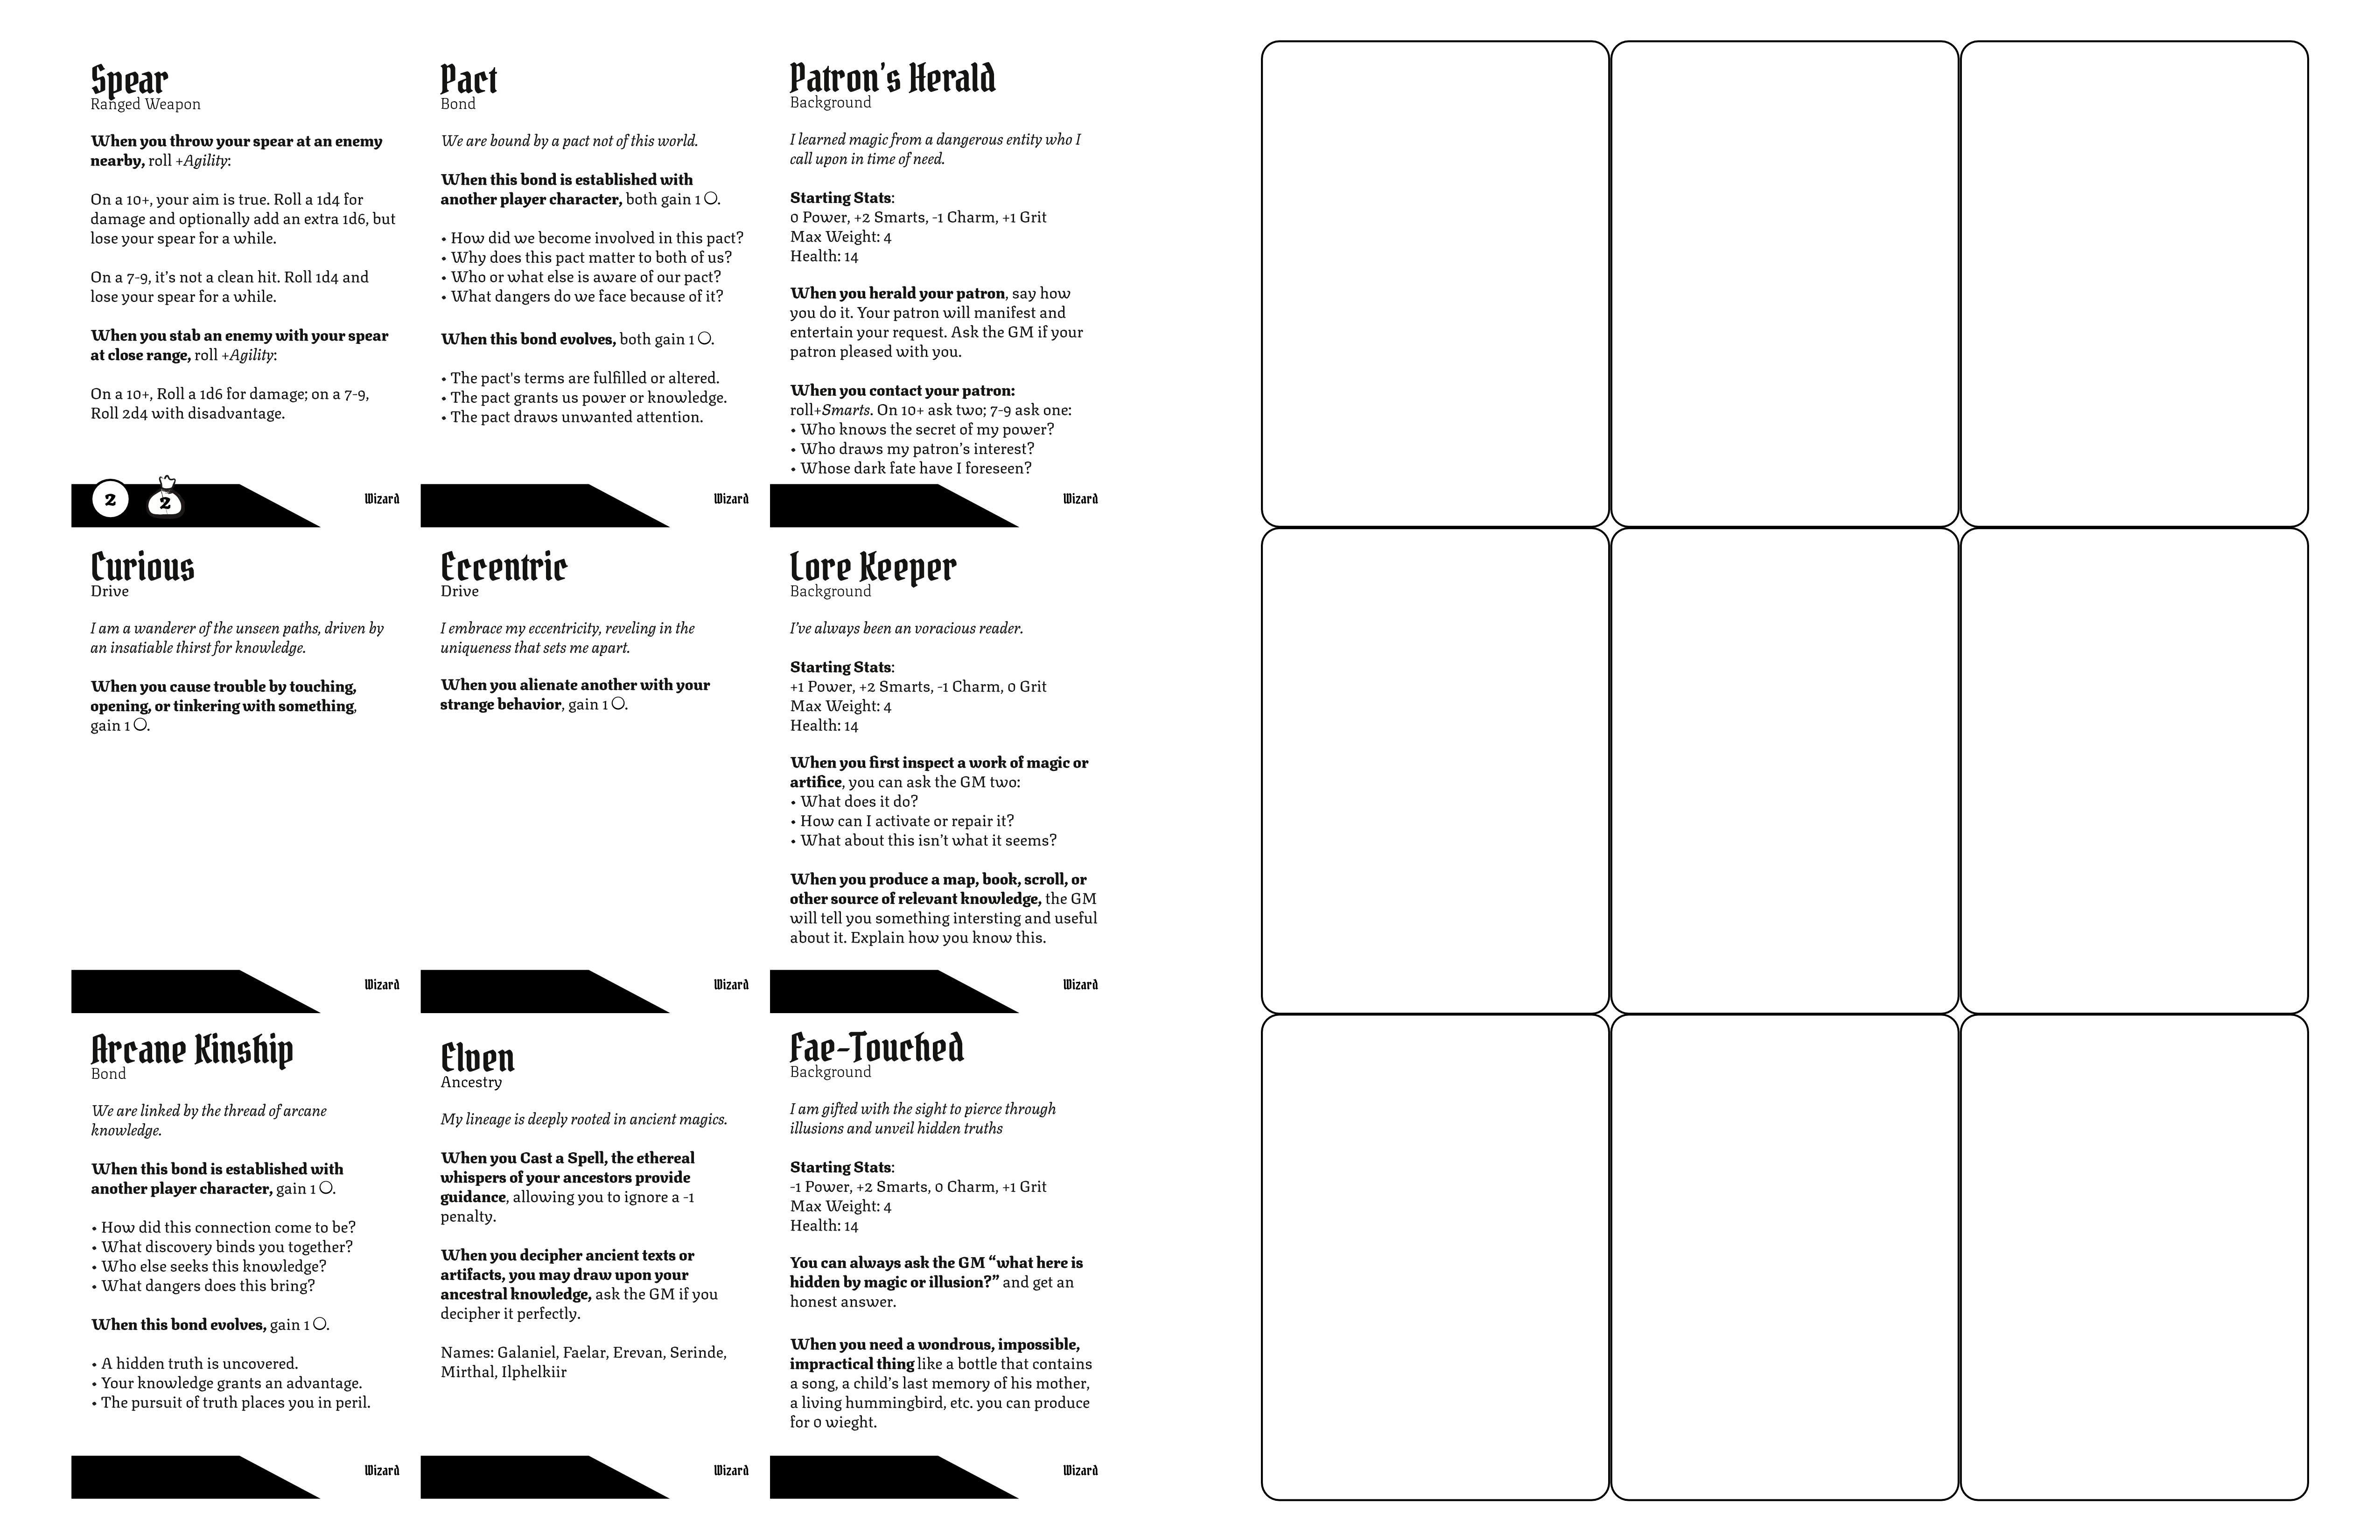 Spear
Ranged Weapon
When you throw your spear at an enemy
nearby, roll +Agility:
On a 10+, your aim is true. Roll a 1d4 for
damage and optionally add an extra 1d6, but
lose your spear for a while.
On a 7-9, it’s not a clean hit. Roll 1d4 and
lose your spear for a while.
When you stab an enemy with your spear
at close range, roll +Agility:
On a 10+, Roll a 1d6 for damage; on a 7-9,
Roll 2d4 with disadvantage.
2
2
Wizard
Pact
Bond
We are bound by a pact not of this world.
When this bond is established with
another player character, both gain 1 ○.
• How did we become involved in this pact?
• Why does this pact matter to both of us?
• Who or what else is aware of our pact?
• What dangers do we face because of it?
When this bond evolves, both gain 1 ○.
• The pact's terms are fulfilled or altered.
• The pact grants us power or knowledge.
• The pact draws unwanted attention.
Wizard
Patron’s Herald
Background
I learned magic from a dangerous entity who I
call upon in time of need.
Starting Stats:
0 Power, +2 Smarts, -1 Charm, +1 Grit
Max Weight: 4
Health: 14
When you herald your patron, say how
you do it. Your patron will manifest and
entertain your request. Ask the GM if your
patron pleased with you.
When you contact your patron:
roll+Smarts. On 10+ ask two; 7-9 ask one:
• Who knows the secret of my power?
• Who draws my patron’s interest?
• Whose dark fate have I foreseen?
Wizard
Curious
Drive
I am a wanderer of the unseen paths, driven by
an insatiable thirst for knowledge.
When you cause trouble by touching,
opening, or tinkering with something,
gain 1 ○.
Wizard
Eccentric
Drive
I embrace my eccentricity, reveling in the
uniqueness that sets me apart.
When you alienate another with your
strange behavior, gain 1 ○.
Wizard
Lore Keeper
Background
I’ve always been an voracious reader.
Starting Stats:
+1 Power, +2 Smarts, -1 Charm, 0 Grit
Max Weight: 4
Health: 14
When you first inspect a work of magic or
artifice, you can ask the GM two:
• What does it do?
• How can I activate or repair it?
• What about this isn’t what it seems?
When you produce a map, book, scroll, or
other source of relevant knowledge, the GM
will tell you something intersting and useful
about it. Explain how you know this.
Wizard
Arcane Kinship
Bond
We are linked by the thread of arcane
knowledge.
When this bond is established with
another player character, gain 1 ○.
• How did this connection come to be?
• What discovery binds you together?
• Who else seeks this knowledge?
• What dangers does this bring?
When this bond evolves, gain 1 ○.
• A hidden truth is uncovered.
• Your knowledge grants an advantage.
• The pursuit of truth places you in peril.
Wizard
Elven
Ancestry
My lineage is deeply rooted in ancient magics.
When you Cast a Spell, the ethereal
whispers of your ancestors provide
guidance, allowing you to ignore a -1
penalty.
When you decipher ancient texts or
artifacts, you may draw upon your
ancestral knowledge, ask the GM if you
decipher it perfectly.
Names: Galaniel, Faelar, Erevan, Serinde,
Mirthal, Ilphelkiir
Wizard
Fae-Touched
Background
I am gifted with the sight to pierce through
illusions and unveil hidden truths
Starting Stats:
-1 Power, +2 Smarts, 0 Charm, +1 Grit
Max Weight: 4
Health: 14
You can always ask the GM “what here is
hidden by magic or illusion?” and get an
honest answer.
When you need a wondrous, impossible,
impractical thing like a bottle that contains
a song, a child’s last memory of his mother,
a living hummingbird, etc. you can produce
for 0 wieght.
Wizard